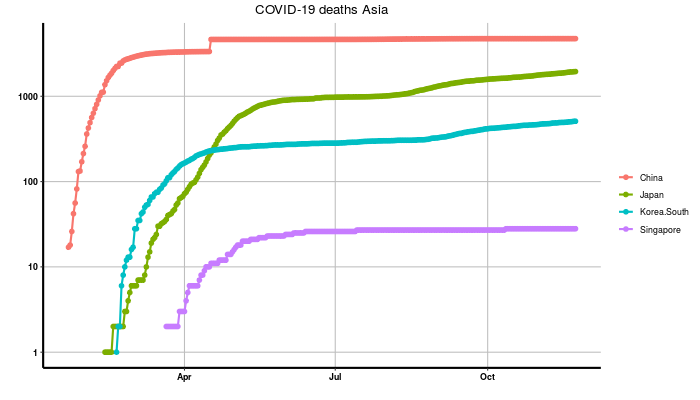 COVID-19 deaths Asia
1000
100
10
1
Apr Jul Oct
China
Japan
Korea.South
Singapore